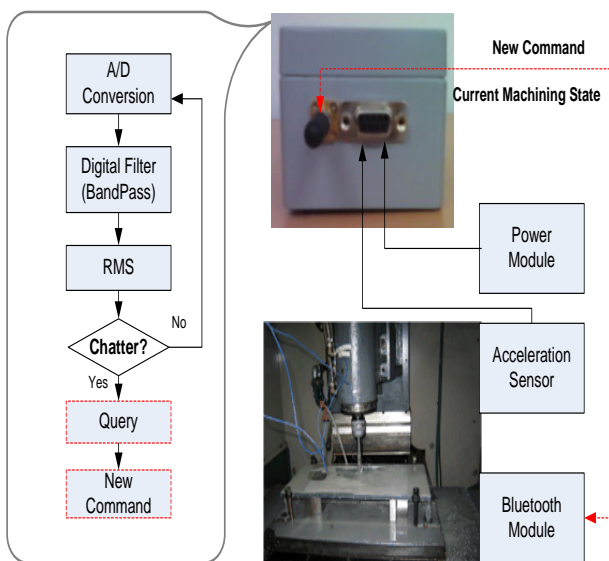 A/D
Conversion
Digital Filter
(BandPass)
RMS
Chatter?
No
Yes
Query
New
Command
New Command
Current Machining State
Power
Module
Acceleration
Sensor
Bluetooth
Module